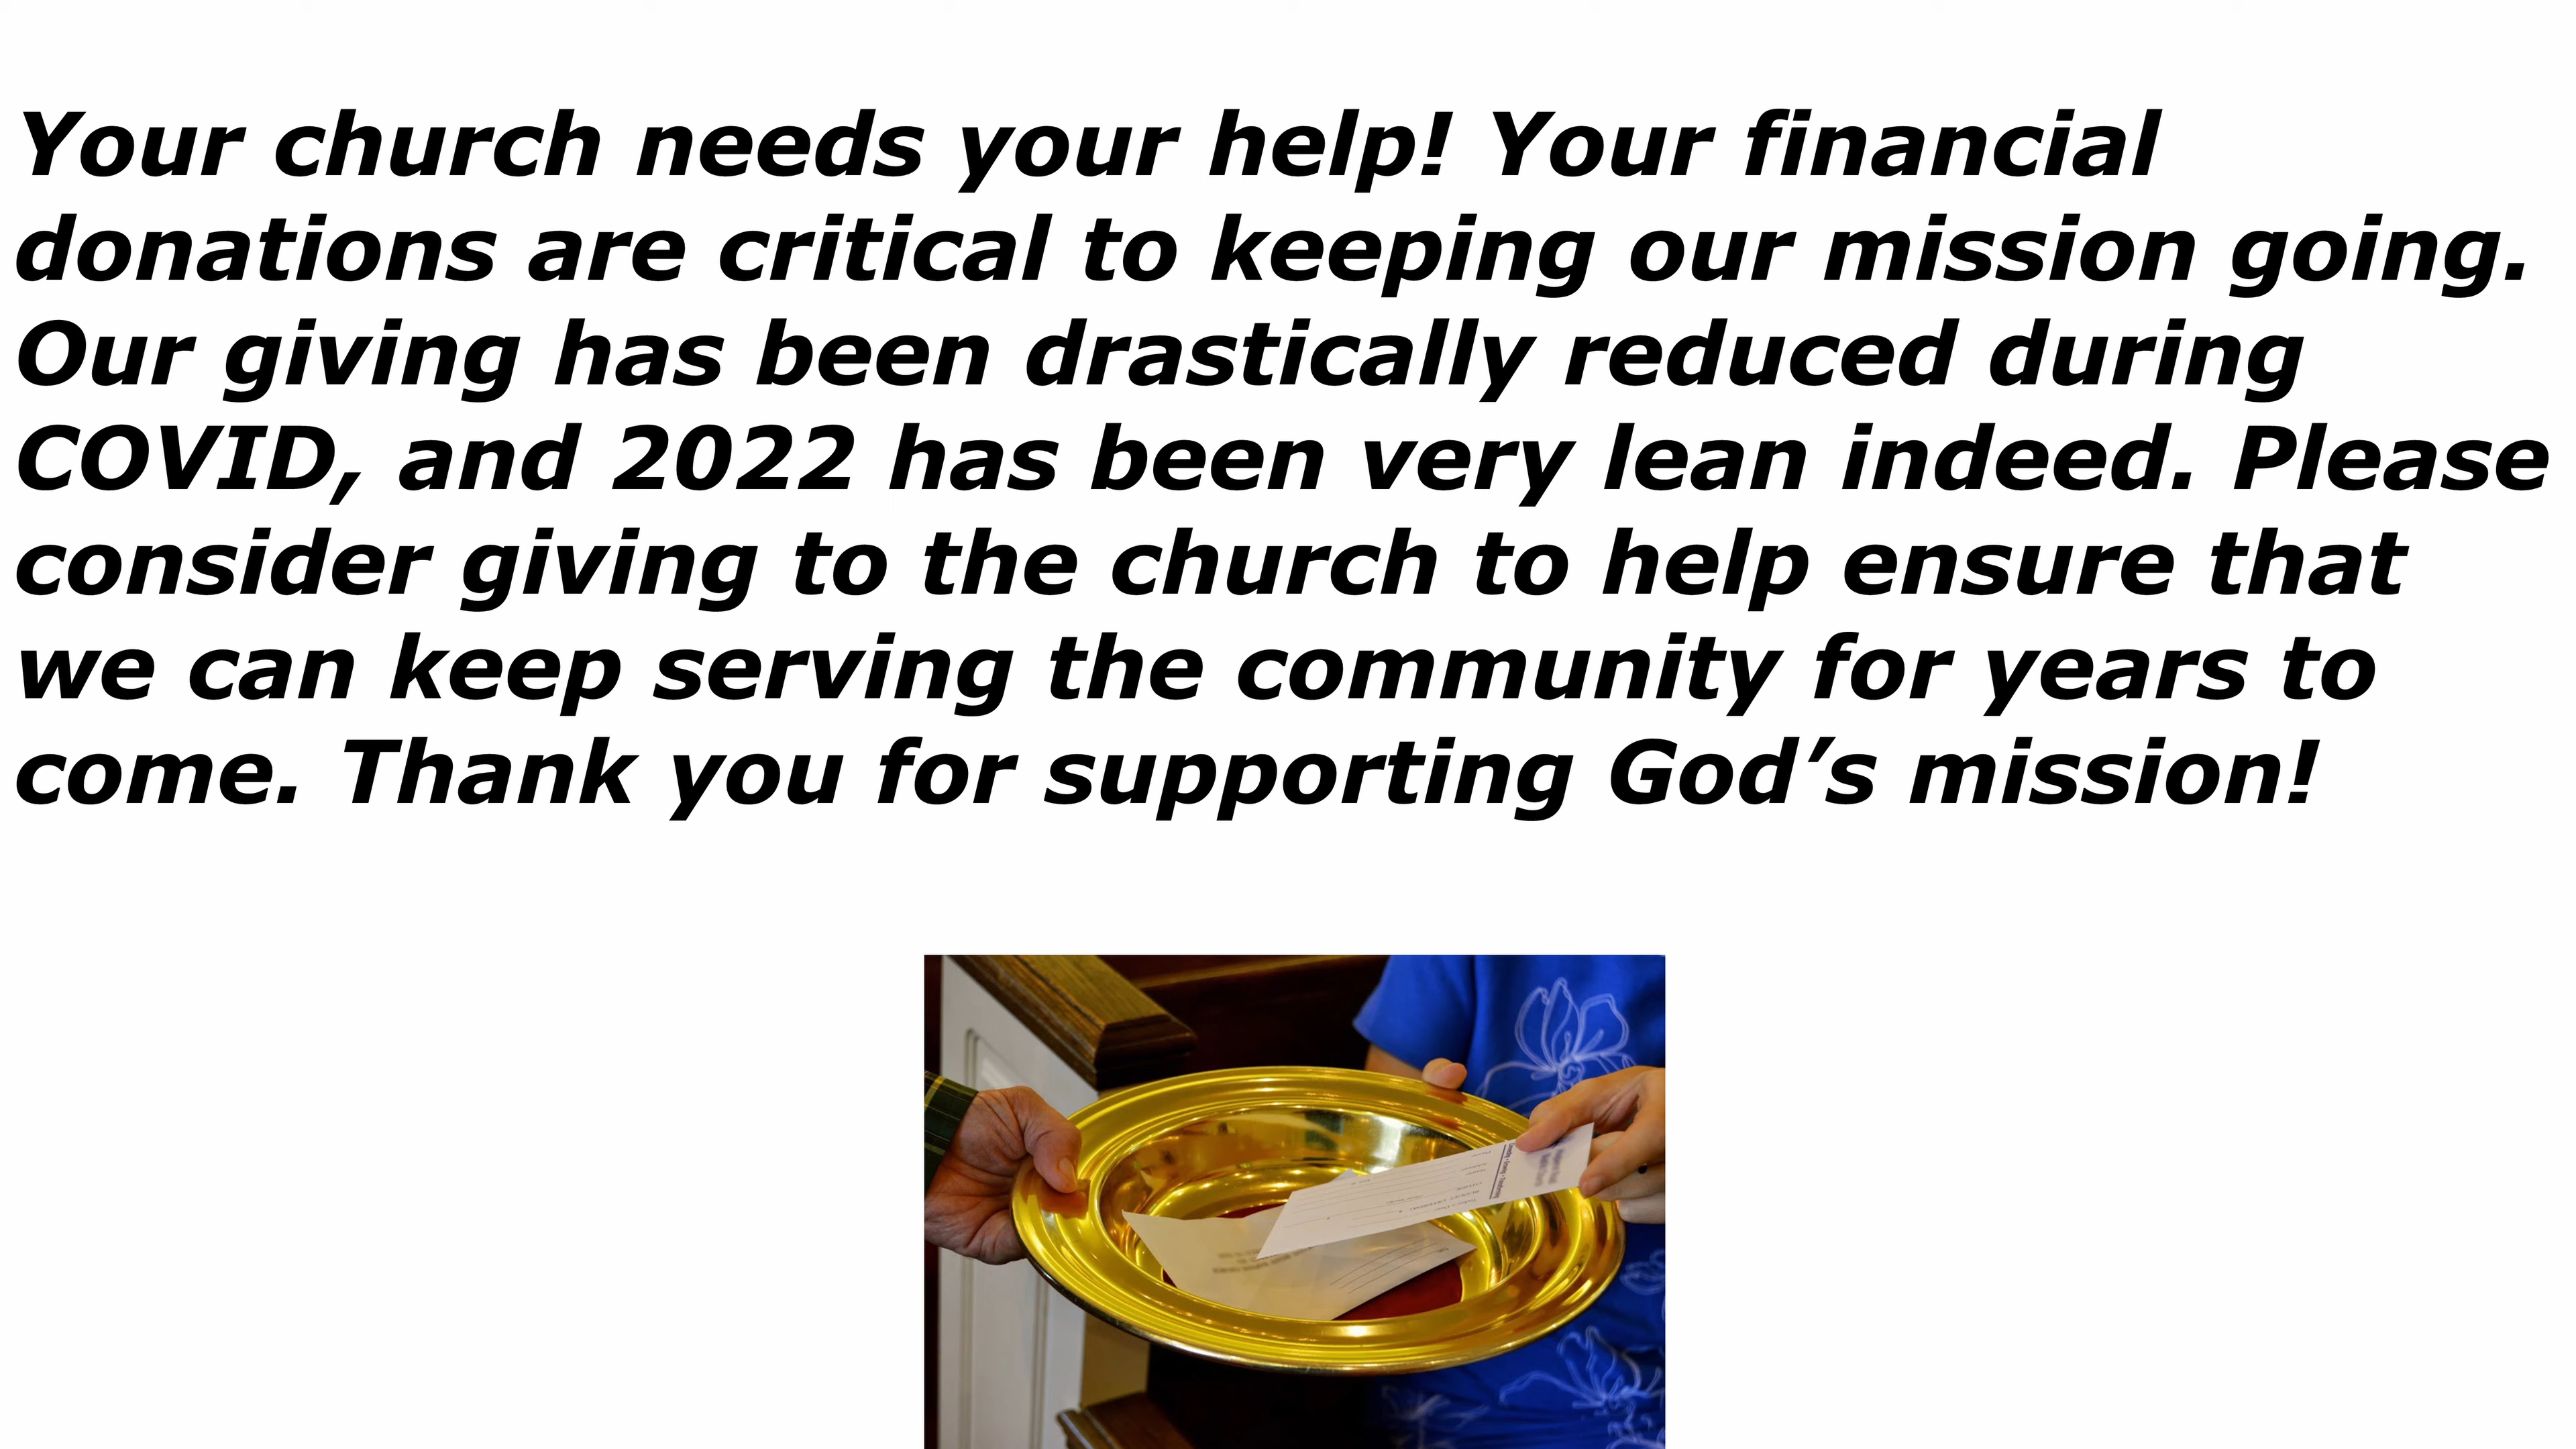 Your church needs your help! Your financial
donations are critical to keeping our mission going.
Our giving has been drastically reduced during
COVID, and 2022 has been very lean indeed. Please
consider giving to the church to help ensure that
we can keep serving the community for years to
come. Thank you for supporting God’s mission!